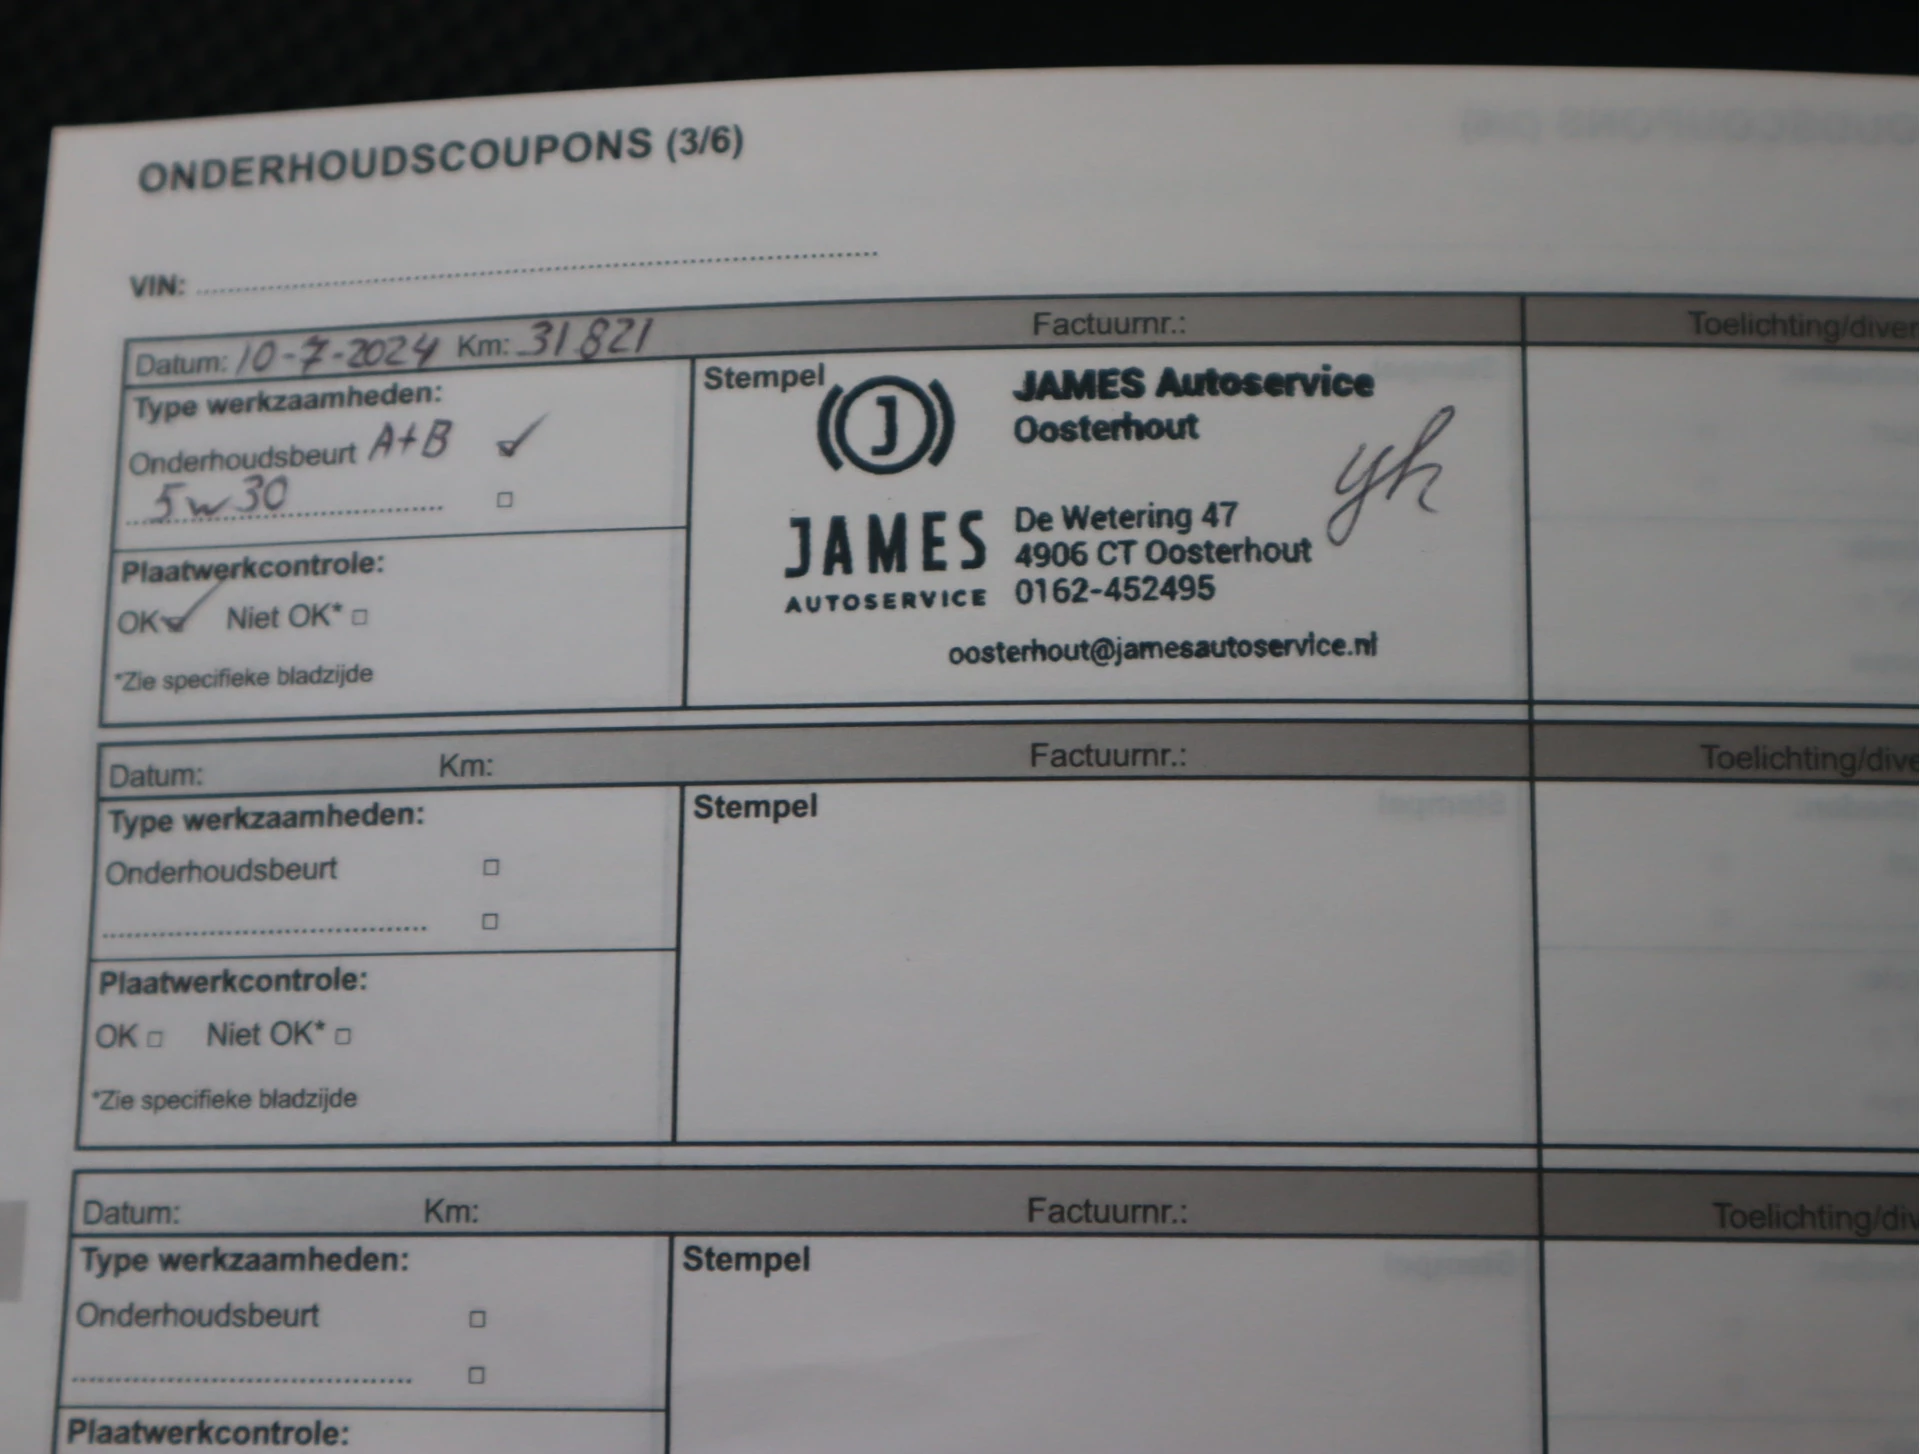 ONDERHOUDSCOUPONS (3/6)
VIN:
Datum: 10-7-2024 Km: 31821 Factuurnr.: Toelichting/diver
Type werkzaamheden:
Onderhoudsbeurt A+B
5w30
Plaatwerkcontrole:
OK Niet OK*
*Zie specifieke bladzijde
Stempel
J
JAMES
AUTOSERVICE
JAMES Autoservice
Oosterhout
De Wetering 47
4906 CT Oosterhout
0162-452495
oosterhout@jamesautoservice.nl
Datum: Km: Factuurnr.: Toelichting/dive
Type werkzaamheden:
Onderhoudsbeurt
Plaatwerkcontrole:
OK Niet OK*
*Zie specifieke bladzijde
Stempel
Datum: Km: Factuurnr.: Toelichting/div
Type werkzaamheden:
Onderhoudsbeurt
Plaatwerkcontrole:
Stempel